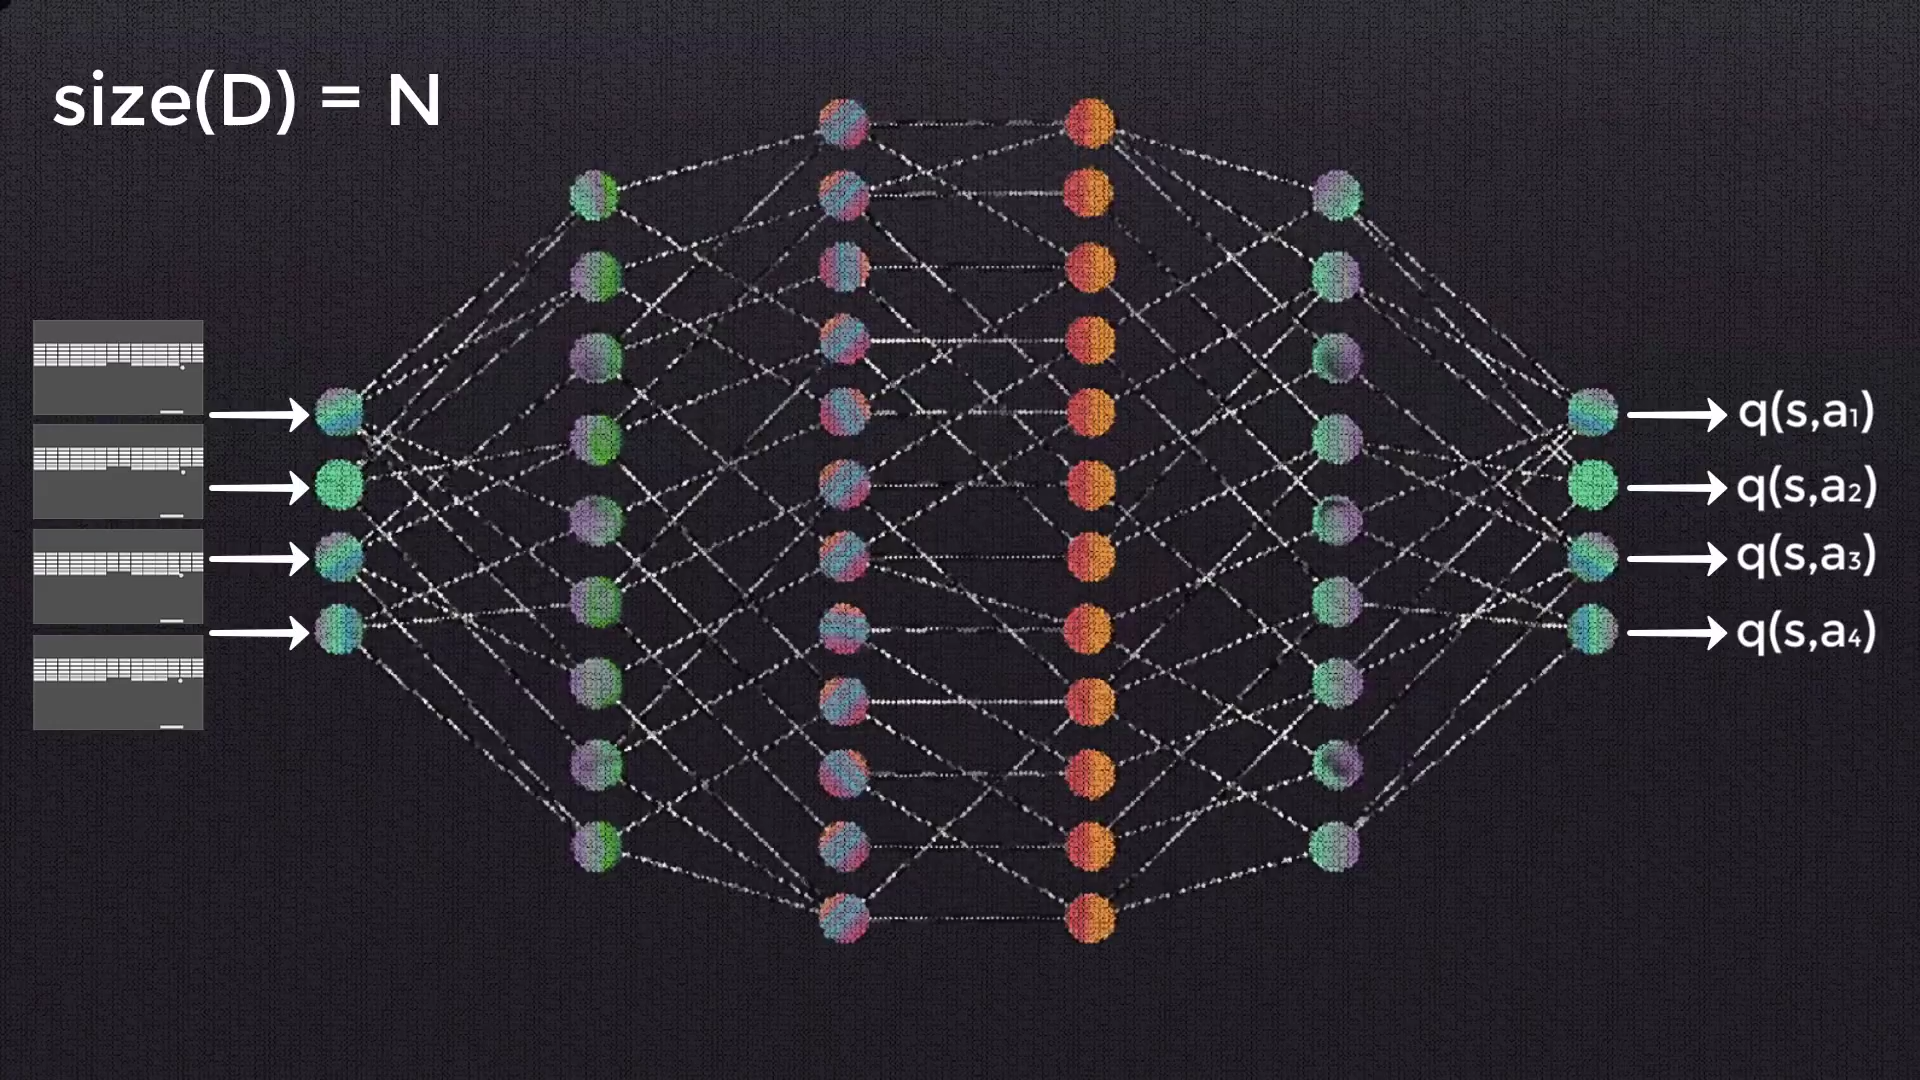 size(D) = N
q(s,a₁)
q(s,a₂)
q(s,a₃)
q(s,a₄)